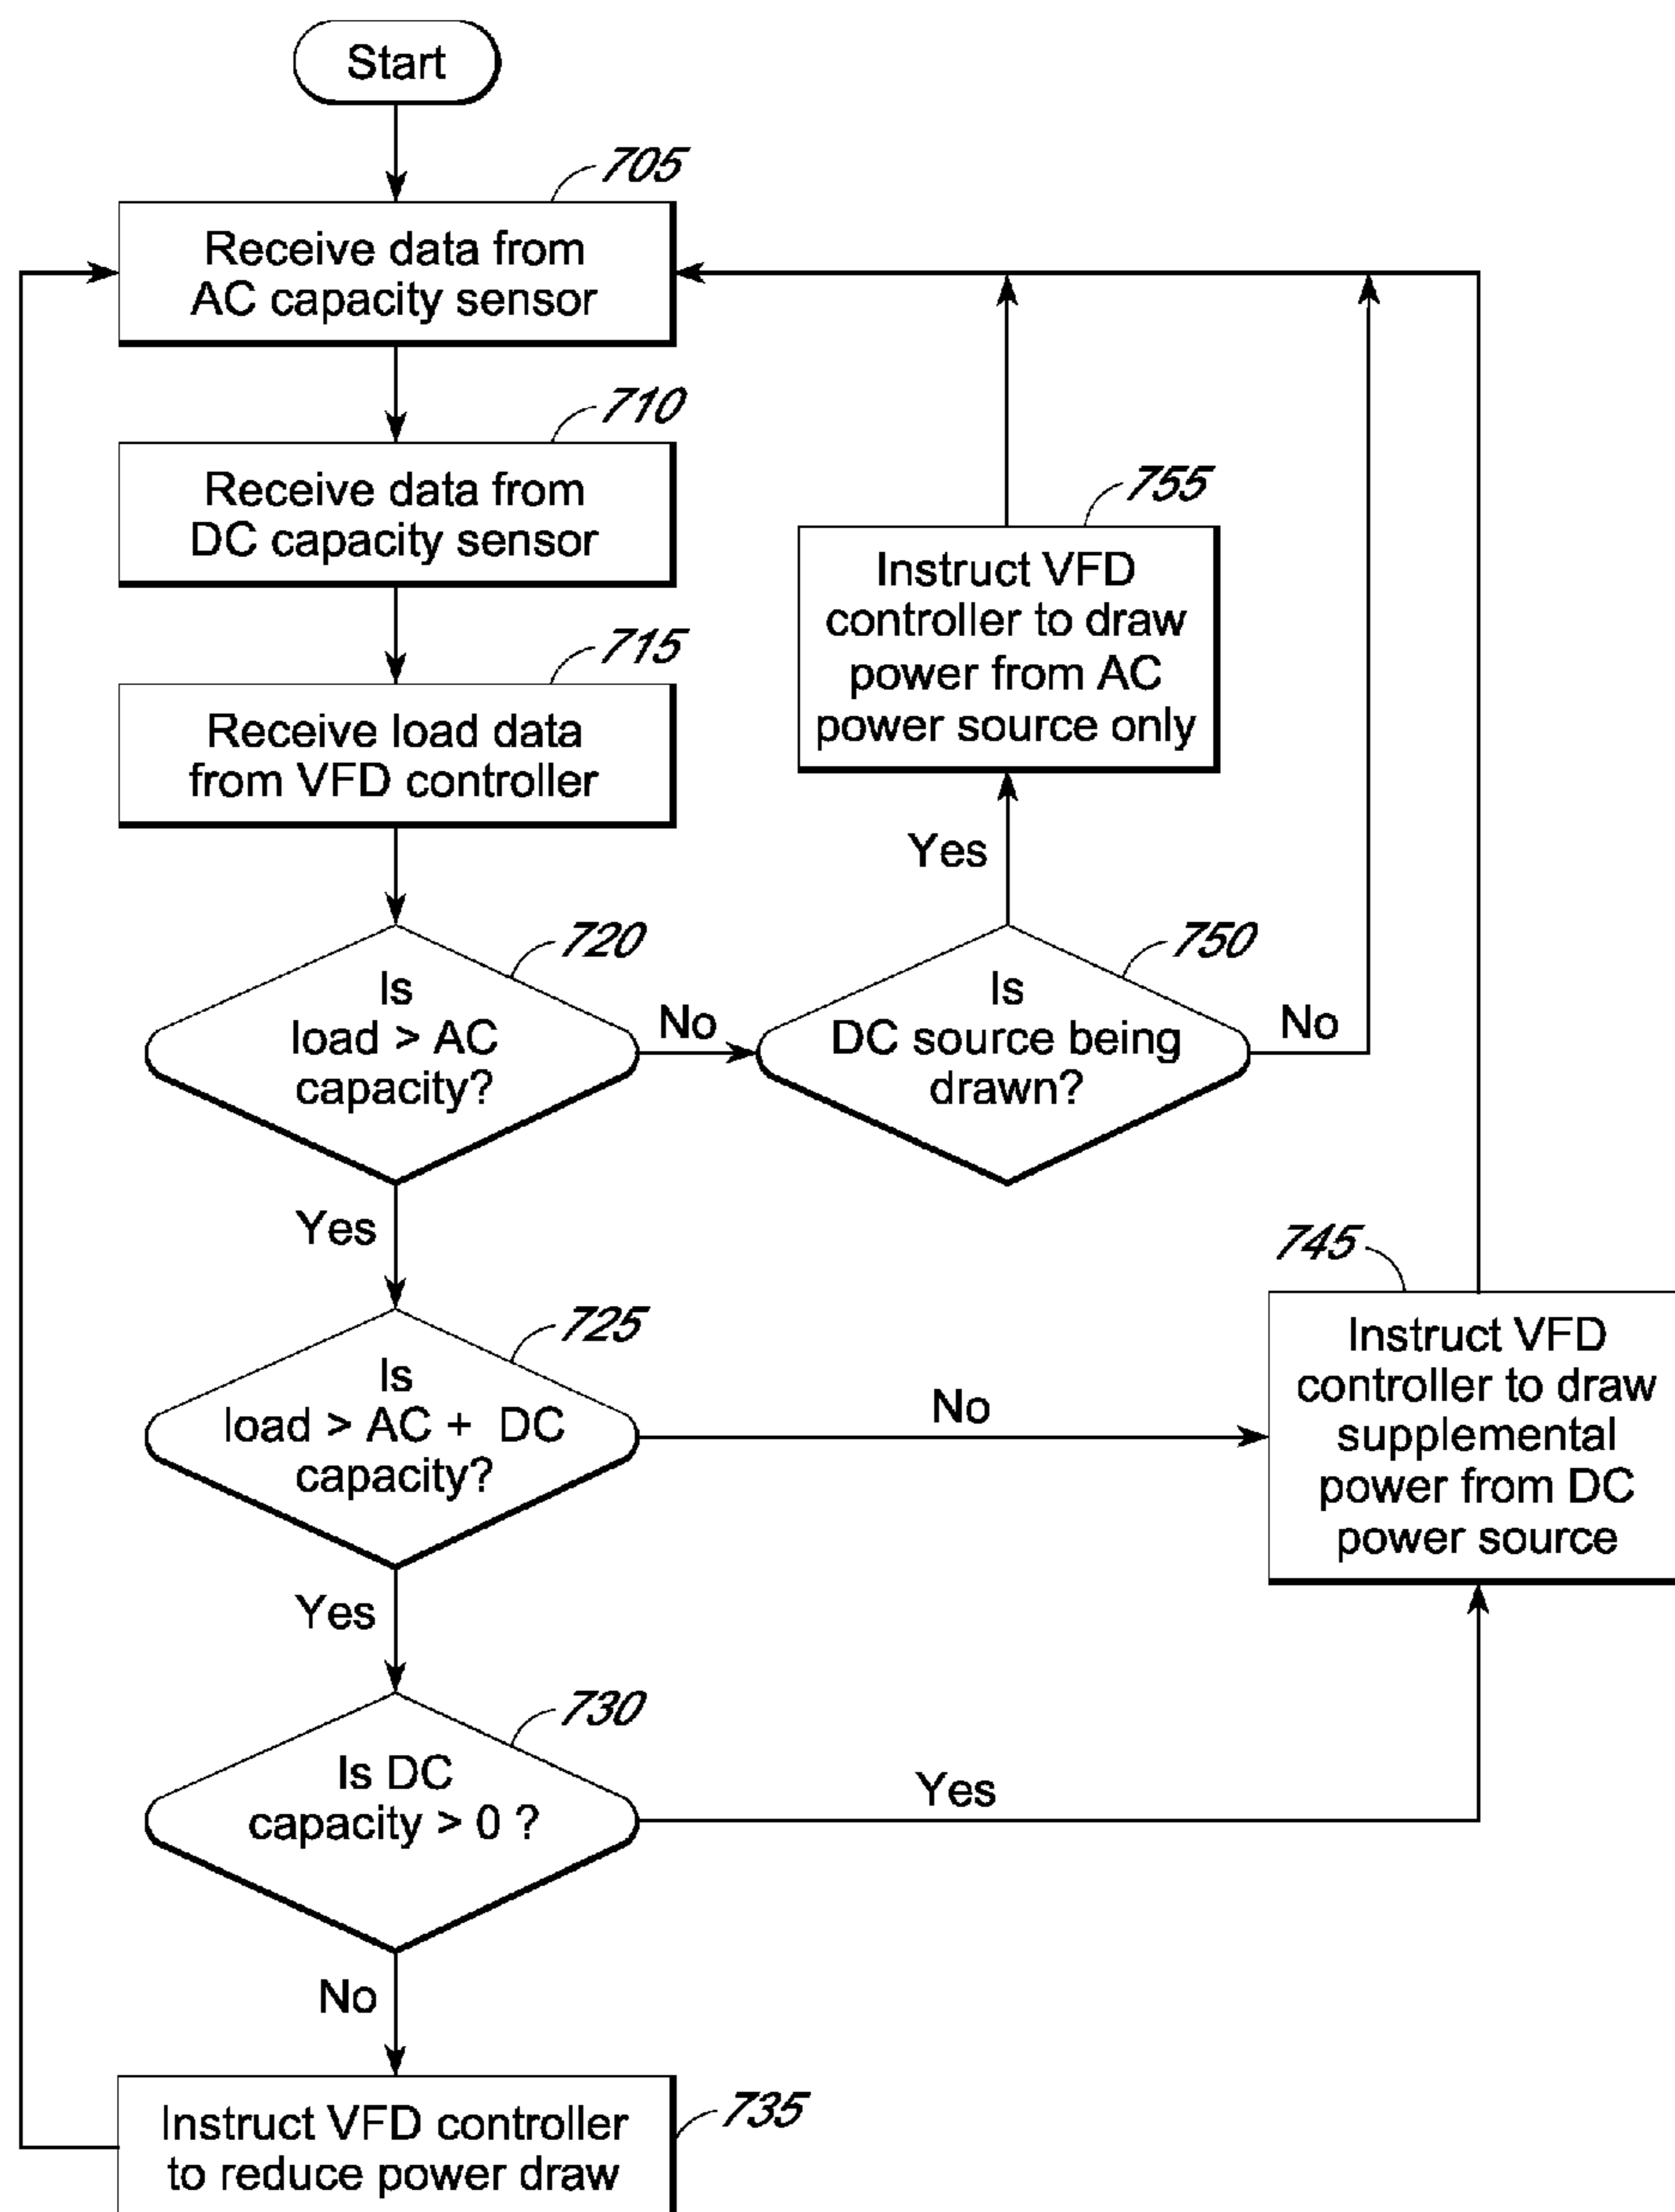 Start
705
Receive data from
AC capacity sensor
710
Receive data from
DC capacity sensor
715
Receive load data
from VFD controller
755
Instruct VFD
controller to draw
power from AC
power source only
Yes
720
Is
load > AC
capacity?
No
750
Is
DC source being
drawn?
No
Yes
725
Is
load > AC + DC
capacity?
No
745
Instruct VFD
controller to draw
supplemental
power from DC
power source
Yes
730
Is DC
capacity > 0 ?
Yes
No
735
Instruct VFD controller
to reduce power draw